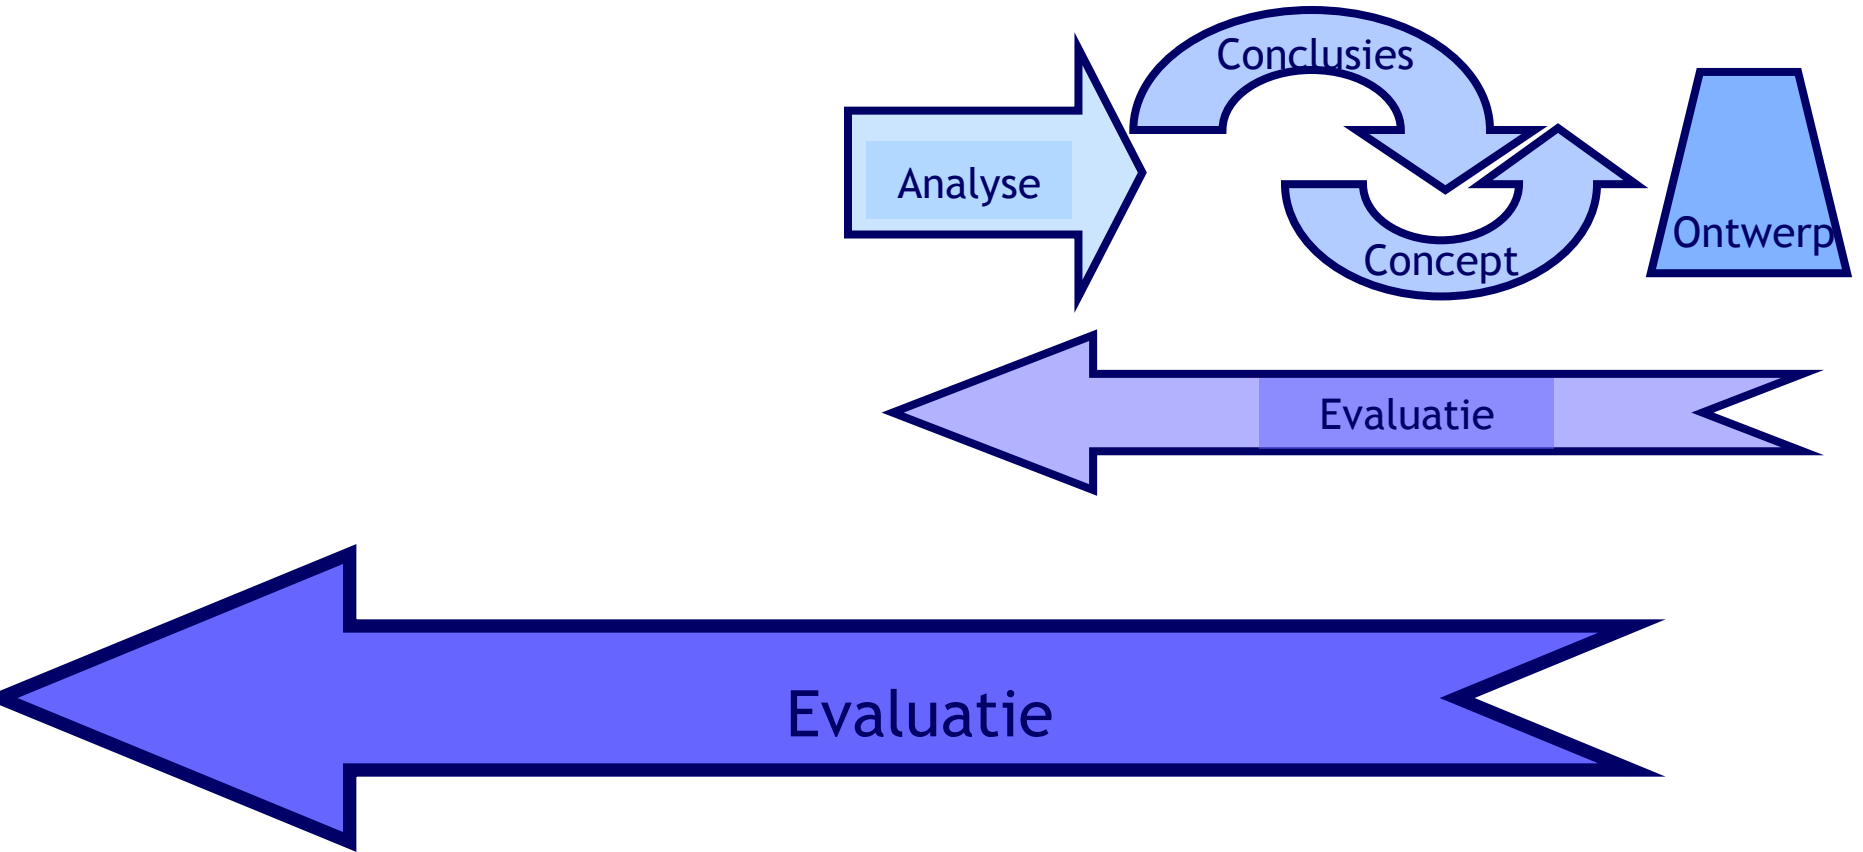 Conclusies
Analyse
Ontwerp
Concept
Evaluatie
Evaluatie